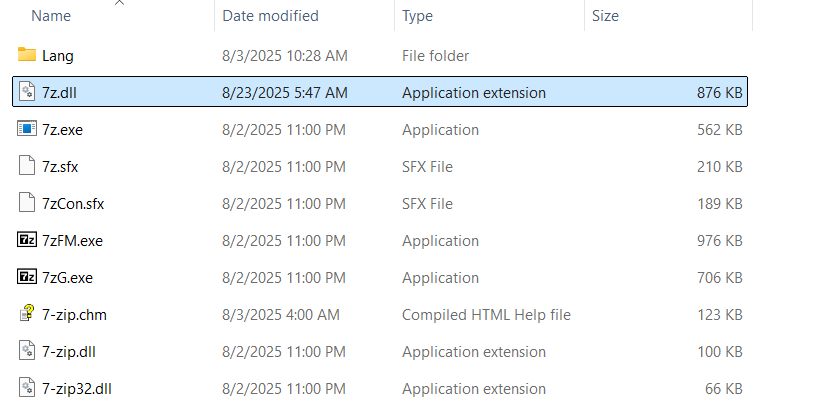 Name Date modified Type Size
Lang 8/3/2025 10:28 AM File folder
7z.dll 8/23/2025 5:47 AM Application extension 876 KB
7z.exe 8/2/2025 11:00 PM Application 562 KB
7z.sfx 8/2/2025 11:00 PM SFX File 210 KB
7zCon.sfx 8/2/2025 11:00 PM SFX File 189 KB
7z 7zFM.exe 8/2/2025 11:00 PM Application 976 KB
7z 7zG.exe 8/2/2025 11:00 PM Application 706 KB
7-zip.chm 8/3/2025 4:00 AM Compiled HTML Help file 123 KB
7-zip.dll 8/2/2025 11:00 PM Application extension 100 KB
7-zip32.dll 8/2/2025 11:00 PM Application extension 66 KB